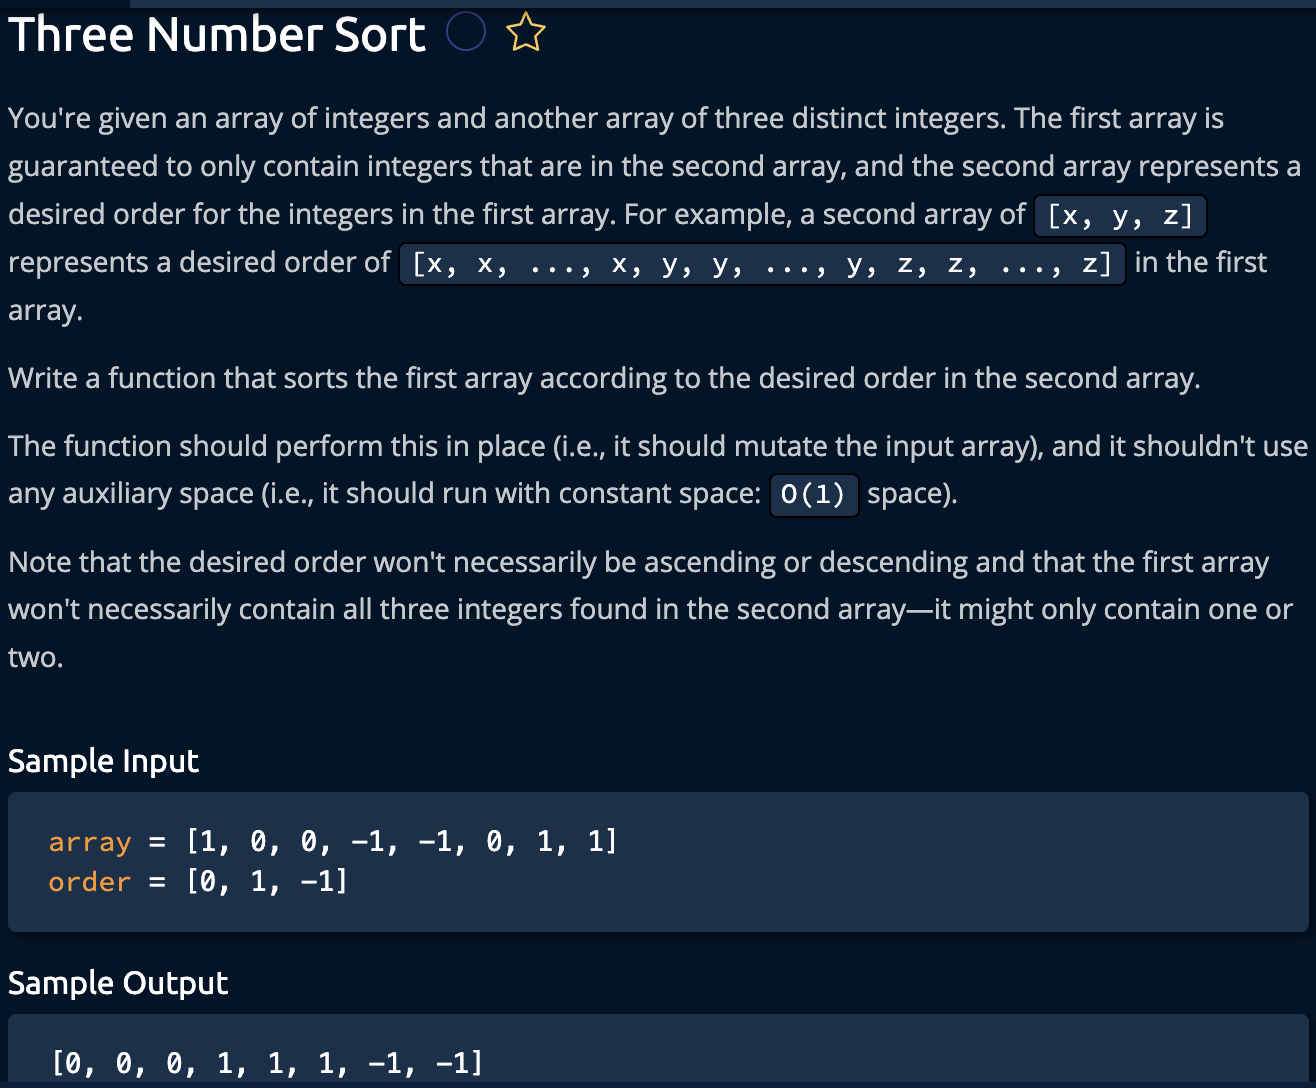 Three Number Sort
You're given an array of integers and another array of three distinct integers. The first array is
guaranteed to only contain integers that are in the second array, and the second array represents a
desired order for the integers in the first array. For example, a second array of [x, y, z]
represents a desired order of [x, x, ..., x, y, y, ..., y, z, z, ..., z] in the first
array.
Write a function that sorts the first array according to the desired order in the second array.
The function should perform this in place (i.e., it should mutate the input array), and it shouldn't use
any auxiliary space (i.e., it should run with constant space: O(1) space).
Note that the desired order won't necessarily be ascending or descending and that the first array
won't necessarily contain all three integers found in the second array—it might only contain one or
two.
Sample Input
array = [1, 0, 0, -1, -1, 0, 1, 1]
order = [0, 1, -1]
Sample Output
[0, 0, 0, 1, 1, 1, -1, -1]